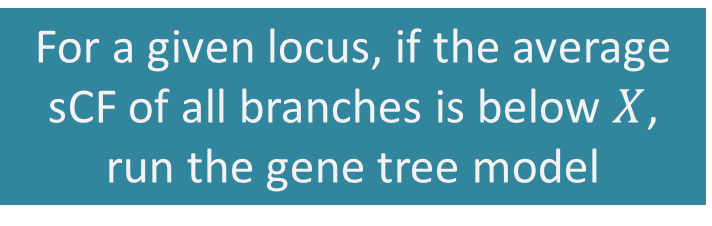 For a given locus, if the average
sCF of all branches is below X,
run the gene tree model